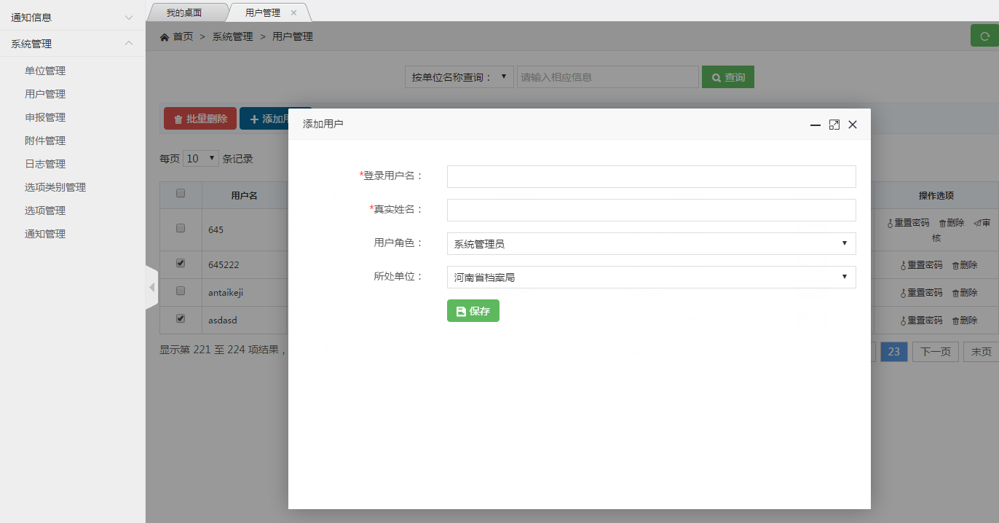 通知信息
系统管理
单位管理
用户管理
申报管理
附件管理
日志管理
选项类别管理
选项管理
通知管理
我的桌面 用户管理
首页 > 系统管理 > 用户管理
按单位名称查询： 请输入相应信息 查询
批量删除 添加用
每页 10 条记录
用户名 操作选项
645 重置密码 删除 审核
645222 重置密码 删除
antaikeji 重置密码 删除
asdasd 重置密码 删除
显示第 221 至 224 项结果，
23 下一页 末页
添加用户
*登录用户名：
*真实姓名：
用户角色： 系统管理员
所处单位： 河南省档案局
保存